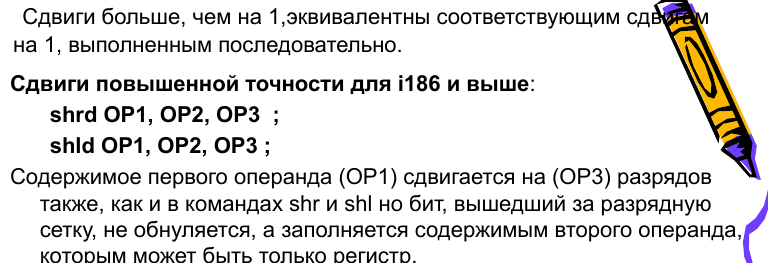 Сдвиги больше, чем на 1,эквивалентны соответствующим сдвигам
на 1, выполненным последовательно.
Сдвиги повышенной точности для i186 и выше:
shrd OP1, OP2, OP3 ;
shld OP1, OP2, OP3 ;
Содержимое первого операнда (OP1) сдвигается на (OP3) разрядов
также, как и в командах shr и shl но бит, вышедший за разрядную
сетку, не обнуляется, а заполняется содержимым второго операнда,
которым может быть только регистр.